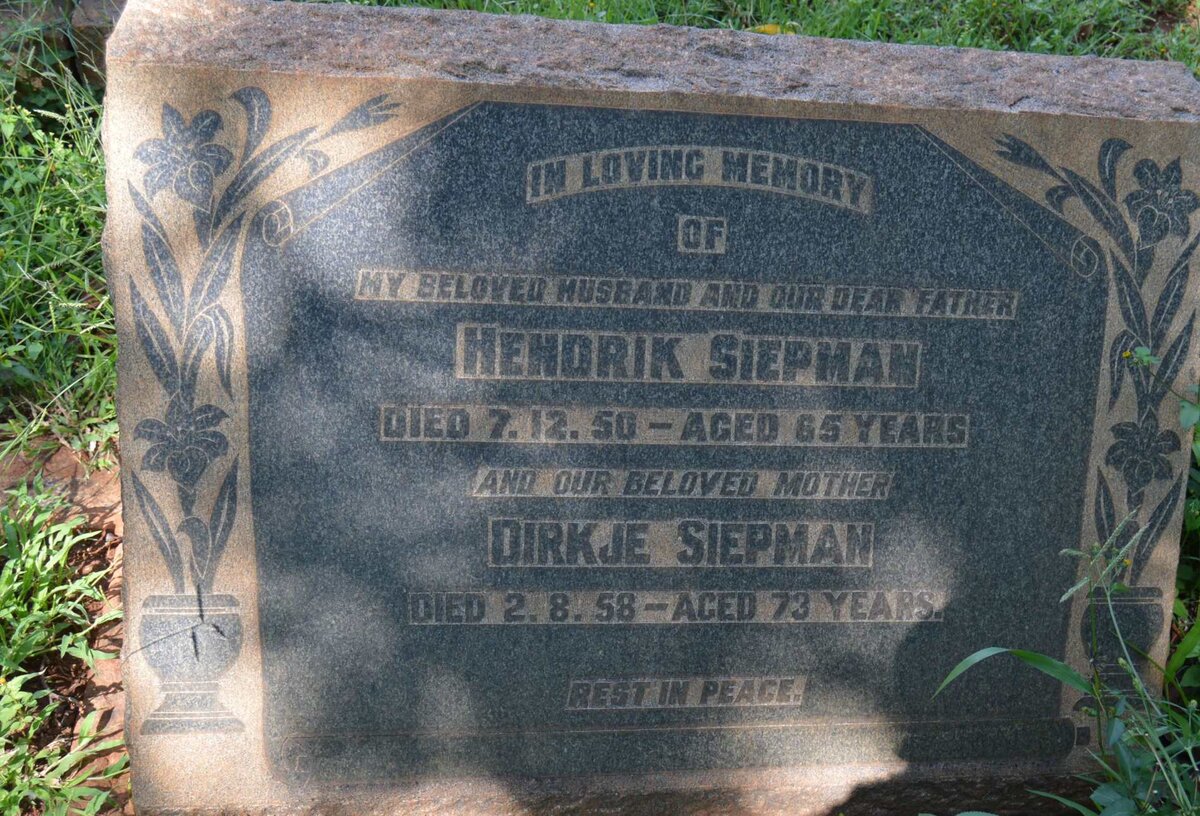 IN LOVING MEMORY
OF
MY BELOVED HUSBAND AND OUR DEAR FATHER
HENDRIK SIEPMAN
DIED 7.12.50 – AGED 65 YEARS
AND OUR BELOVED MOTHER
DIRKJE SIEPMAN
DIED 2.8.58 – AGED 73 YEARS.
REST IN PEACE.